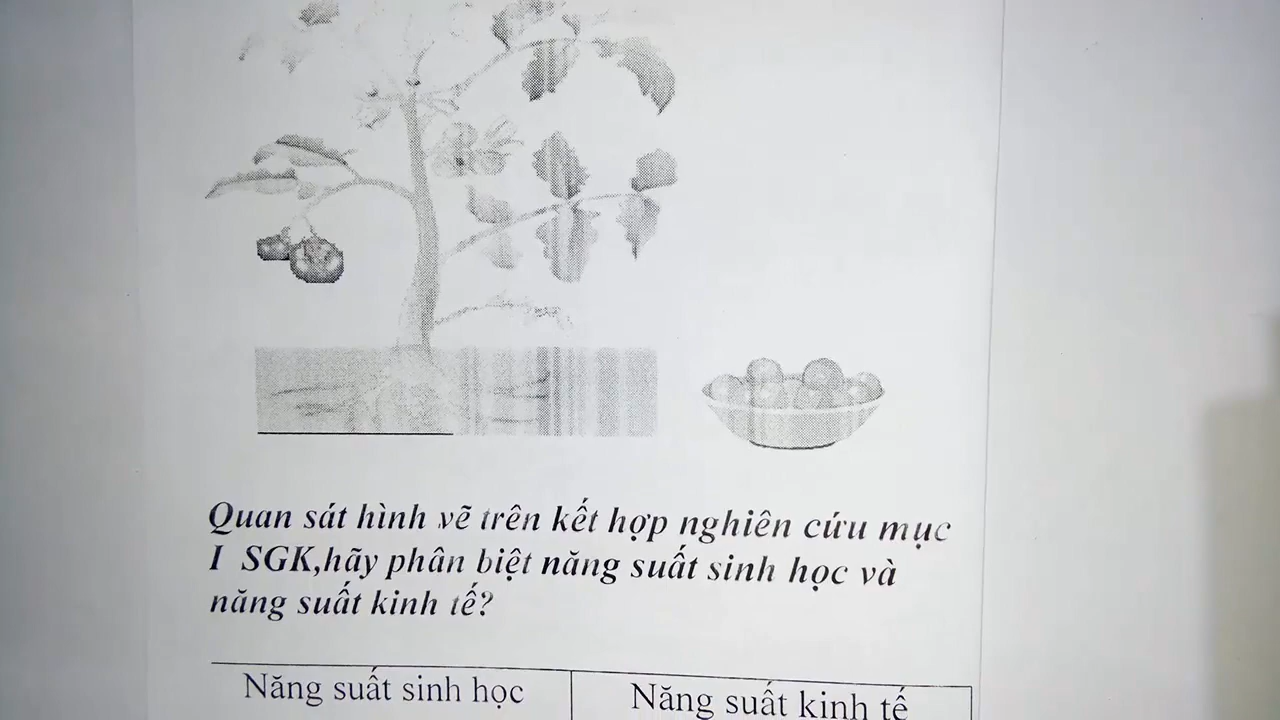 Quan sát hình vẽ trên kết hợp nghiên cứu mục
I SGK,hãy phân biệt năng suất sinh học và
năng suất kinh tế?
Năng suất sinh học
Năng suất kinh tế